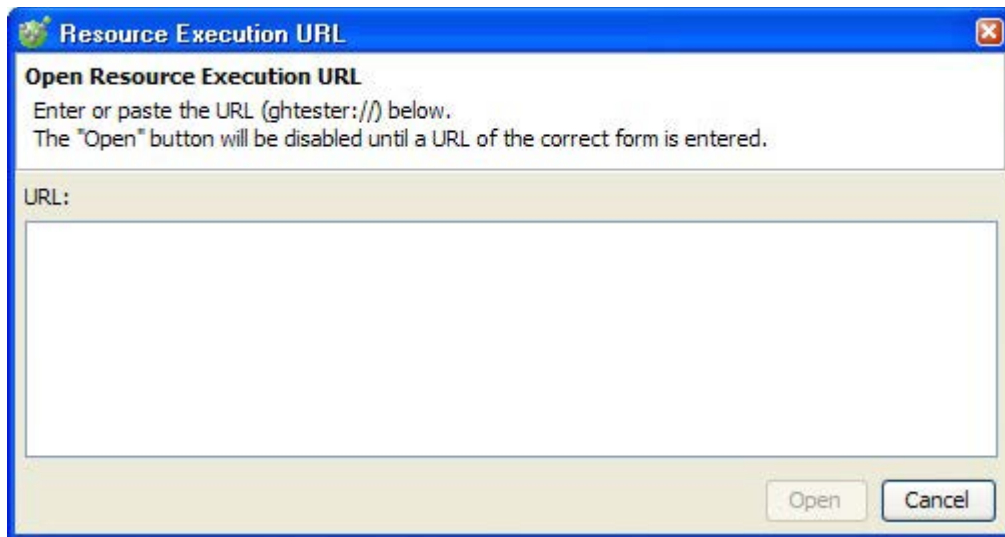 Resource Execution URL
Open Resource Execution URL
Enter or paste the URL (ghtester://) below.
The "Open" button will be disabled until a URL of the correct form is entered.
URL:
Open
Cancel